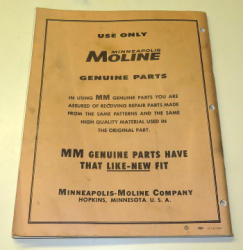 USE ONLY
MINNEAPOLIS
MOLINE
GENUINE PARTS
IN USING MM GENUINE PARTS YOU ARE
ASSURED OF RECEIVING REPAIR PARTS MADE
FROM THE SAME PATTERNS AND THE SAME
HIGH QUALITY MATERIAL USED IN
THE ORIGINAL PART.
MM GENUINE PARTS HAVE
THAT LIKE-NEW FIT
MINNEAPOLIS-MOLINE COMPANY
HOPKINS, MINNESOTA U. S. A.